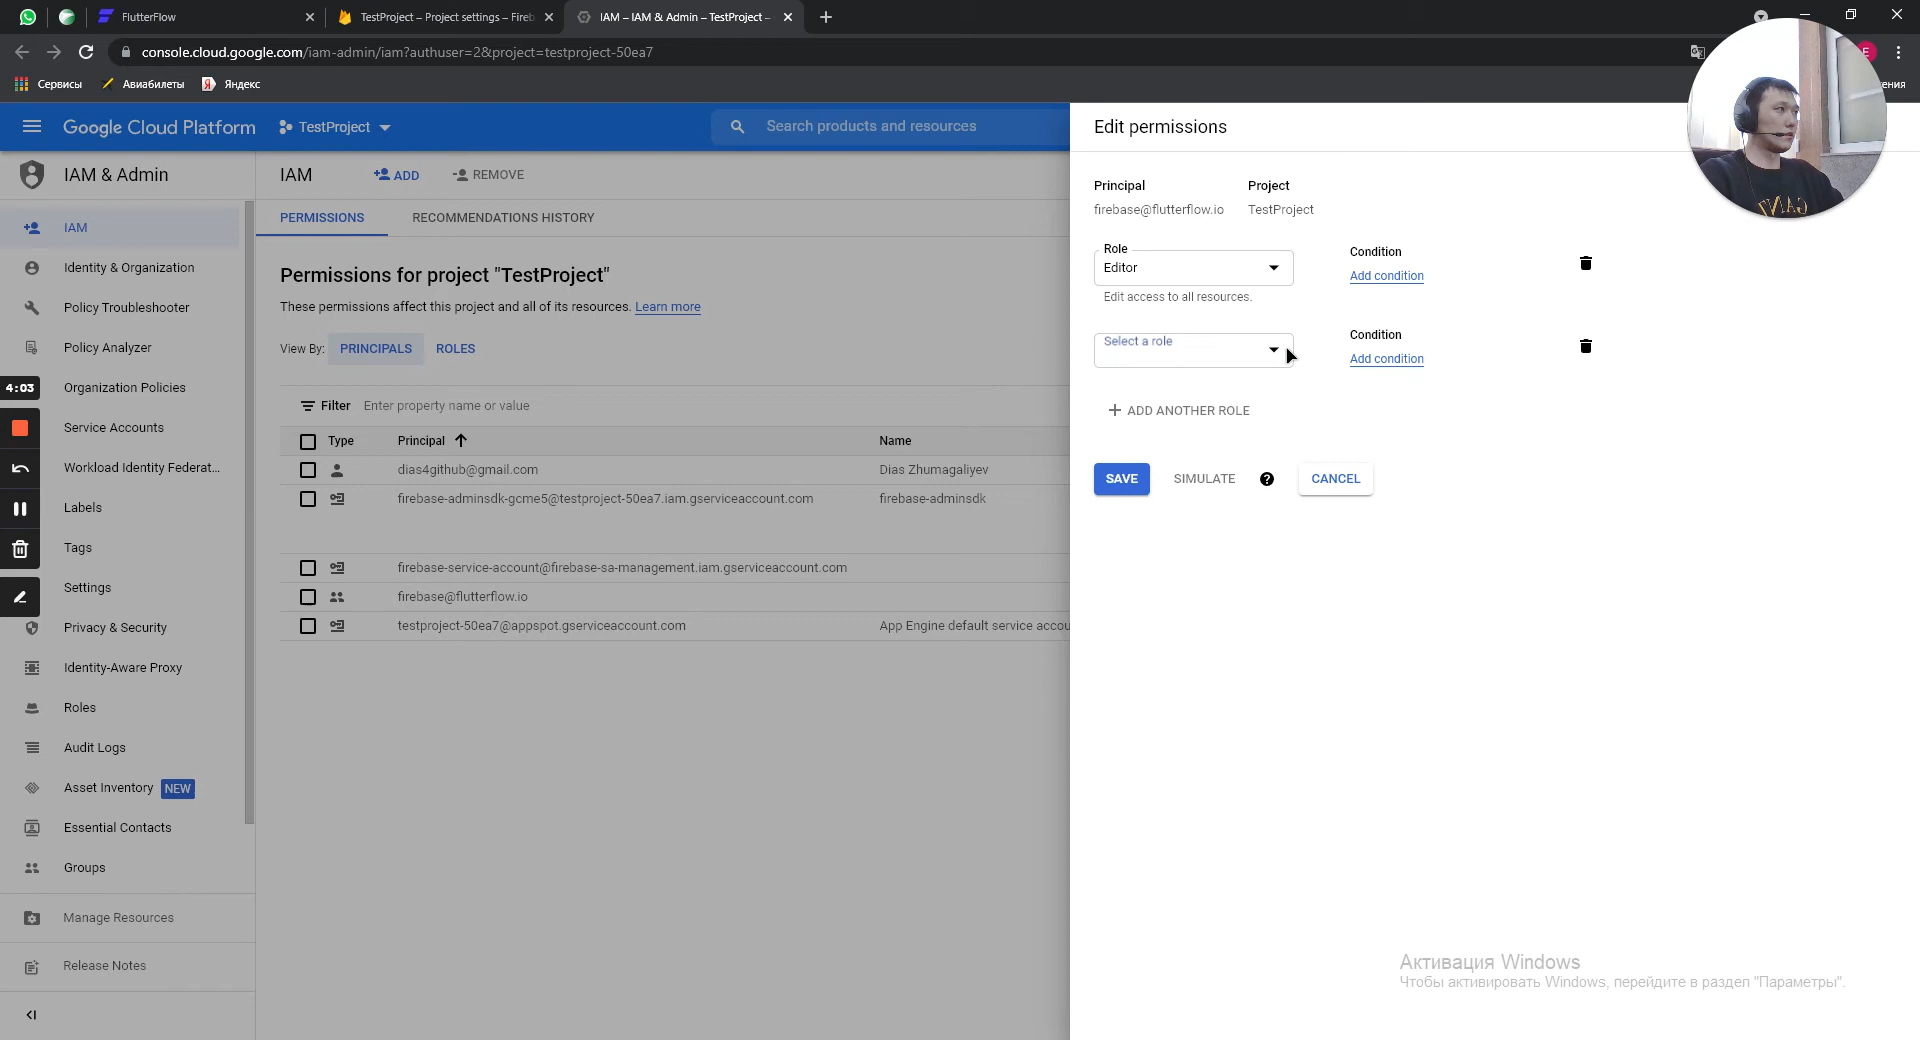 FlutterFlow
TestProject – Project settings – Fireb
IAM – IAM & Admin – TestProject –
console.cloud.google.com/iam-admin/iam?authuser=2&project=testproject-50ea7
E
Сервисы
Авиабилеты
Я
Яндекс
ения
Google Cloud Platform
TestProject
Search products and resources
IAM & Admin
IAM
Identity & Organization
Policy Troubleshooter
Policy Analyzer
Organization Policies
Service Accounts
Workload Identity Federat...
Labels
Tags
Settings
Privacy & Security
Identity-Aware Proxy
Roles
Audit Logs
Asset Inventory NEW
Essential Contacts
Groups
Manage Resources
Release Notes
4:03
IAM
ADD
REMOVE
PERMISSIONS
RECOMMENDATIONS HISTORY
Permissions for project "TestProject"
These permissions affect this project and all of its resources. Learn more
View By: PRINCIPALS ROLES
Filter Enter property name or value
Type Principal Name
dias4github@gmail.com Dias Zhumagaliyev
firebase-adminsdk-gcme5@testproject-50ea7.iam.gserviceaccount.com firebase-adminsdk
firebase-service-account@firebase-sa-management.iam.gserviceaccount.com
firebase@flutterflow.io
testproject-50ea7@appspot.gserviceaccount.com App Engine default service accou
Edit permissions
Principal Project
firebase@flutterflow.io TestProject
Role
Editor
Edit access to all resources.
Condition
Add condition
Select a role
Condition
Add condition
ADD ANOTHER ROLE
SAVE SIMULATE ? CANCEL
Активация Windows
Чтобы активировать Windows, перейдите в раздел "Параметры".